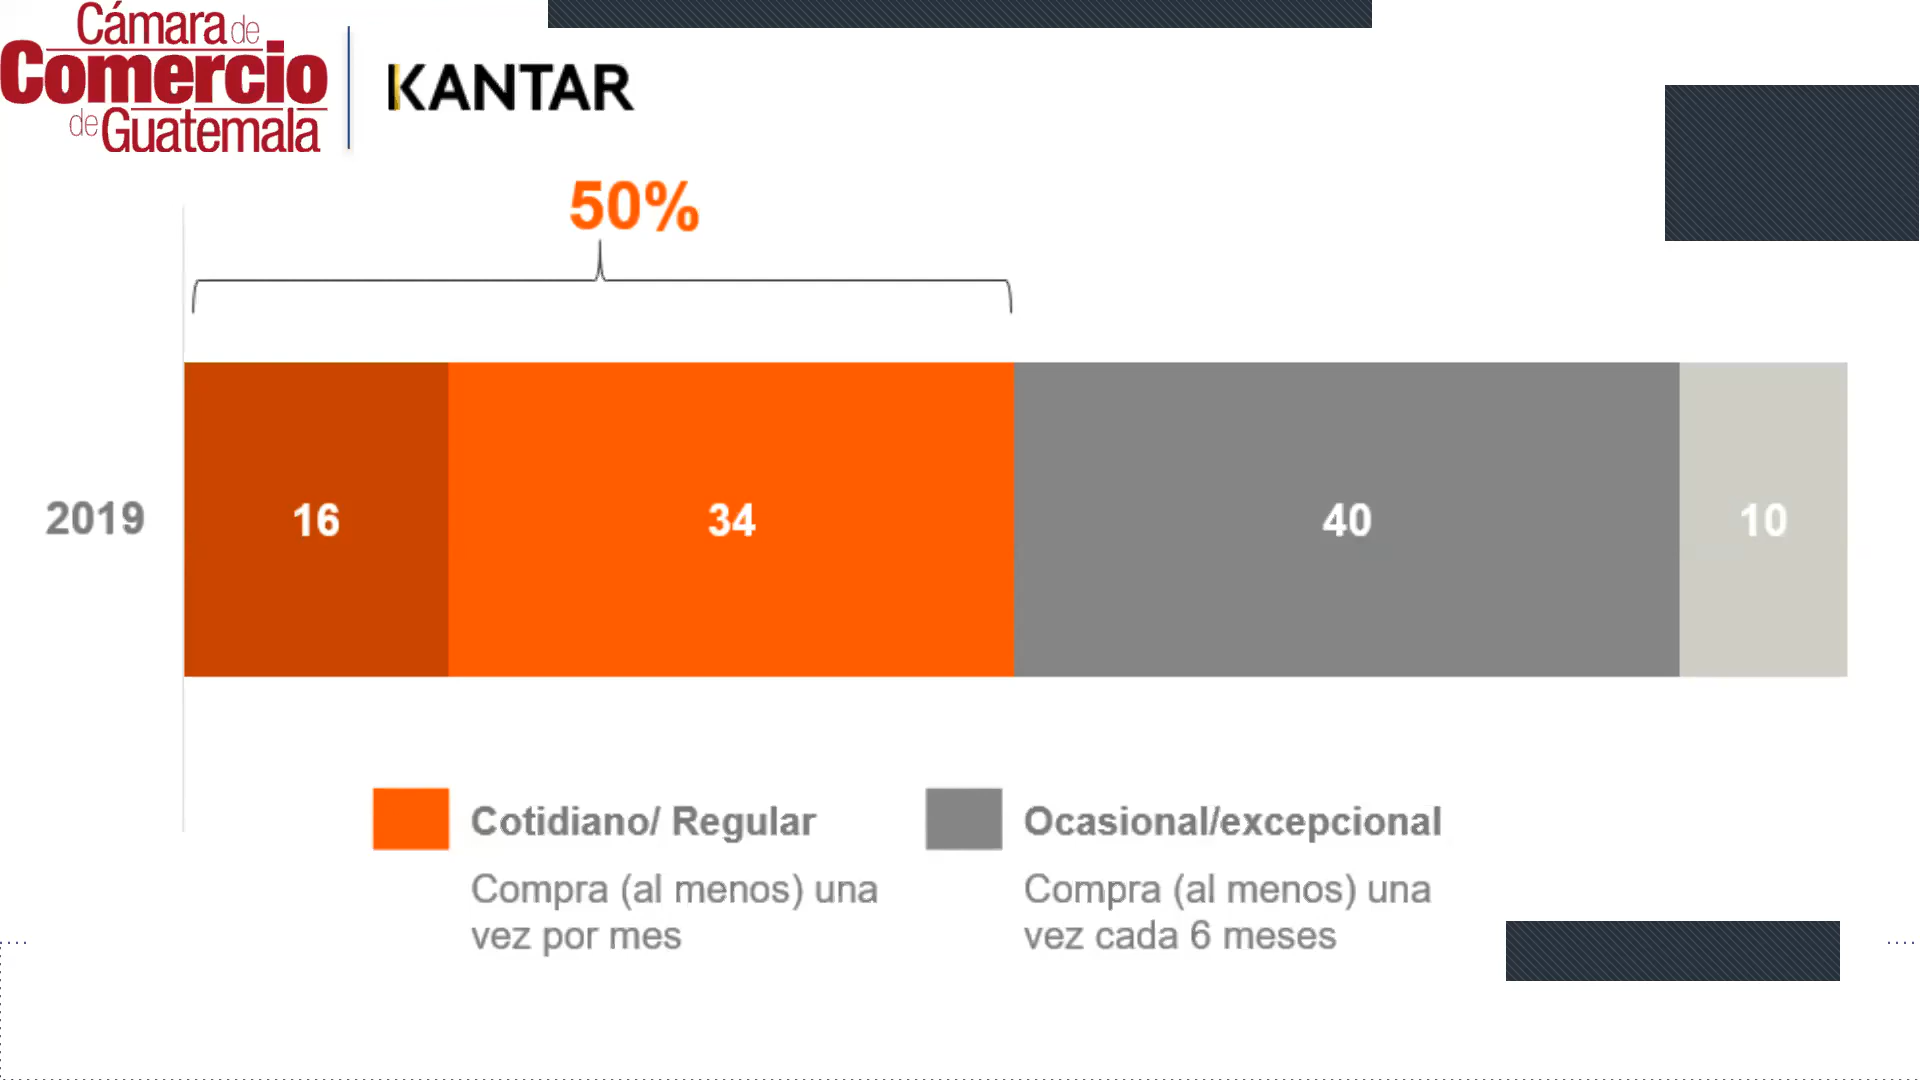 Cámara de
Comercio
de Guatemala
KANTAR
50%
2019
16
34
40
10
Cotidiano/ Regular
Compra (al menos) una
vez por mes
Ocasional/excepcional
Compra (al menos) una
vez cada 6 meses